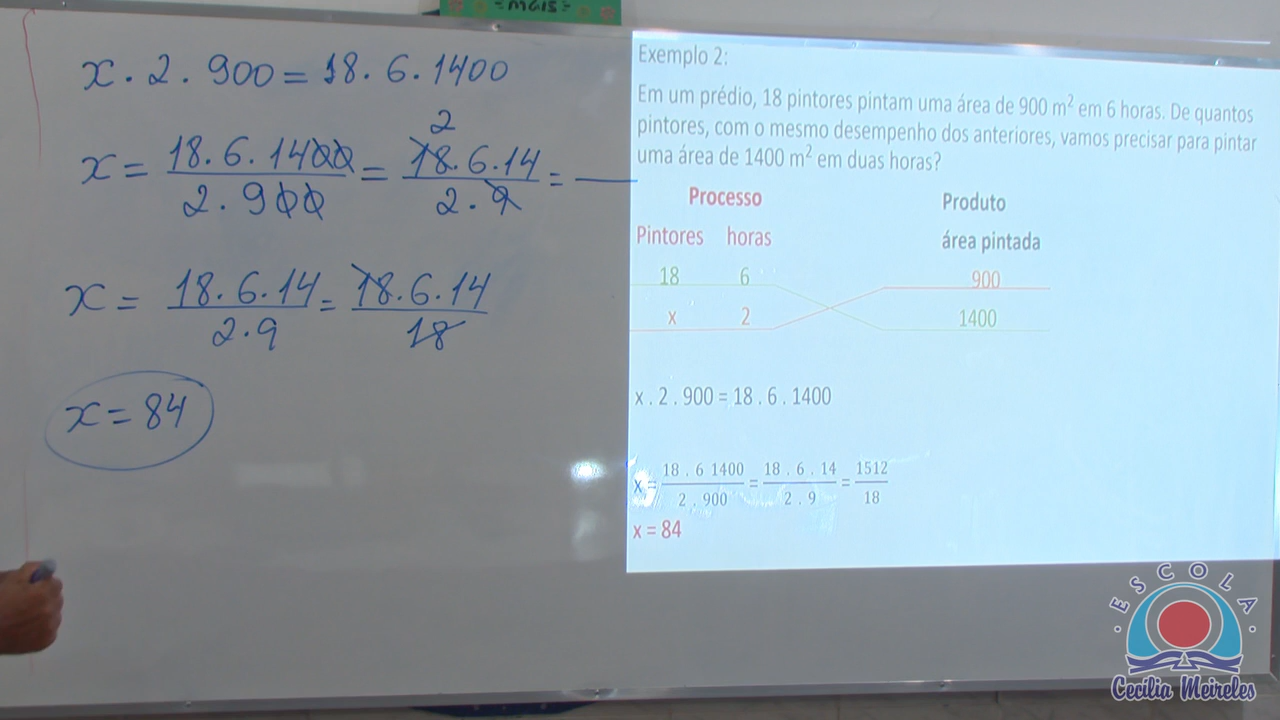 MAIS
x . 2 . 900 = 18 . 6 . 1400
x = 18 . 6 . 1400 / 2 . 900 = 18 . 6 . 14 / 2 . 9 =
2
x = 18 . 6 . 14 / 2 . 9 = 18 . 6 . 14 / 18
x = 84
Exemplo 2:
Em um prédio, 18 pintores pintam uma área de 900 m² em 6 horas. De quantos
pintores, com o mesmo desempenho dos anteriores, vamos precisar para pintar
uma área de 1400 m² em duas horas?
Processo Produto
Pintores horas área pintada
18 6 900
x 2 1400
x . 2 . 900 = 18 . 6 . 1400
x = 18 . 6 1400 / 2 . 900 = 18 . 6 . 14 / 2 . 9 = 1512 / 18
x = 84
ESCOLA
Cecilia Meireles